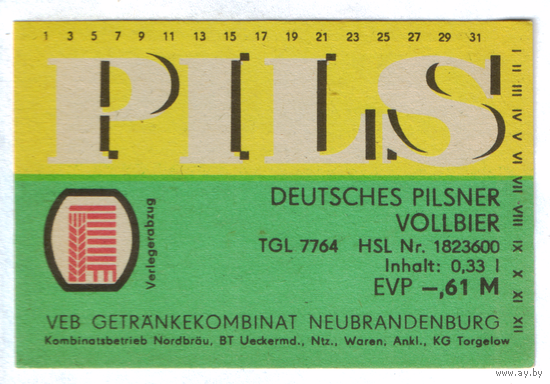 1 3 5 7 9 11 13 15 17 19 21 23 25 27 29 31
PILS
I II III IV V VI VII VIII IX X XI XII
Verlegerabzug
DEUTSCHES PILSNER
VOLLBIER
TGL 7764 HSL Nr. 1823600
Inhalt: 0,33 l
EVP —,61 M
VEB GETRÄNKEKOMBINAT NEUBRANDENBURG
Kombinatsbetrieb Nordbräu, BT Ueckermd., Ntz., Waren, Ankl., KG Torgelow
www.ay.by